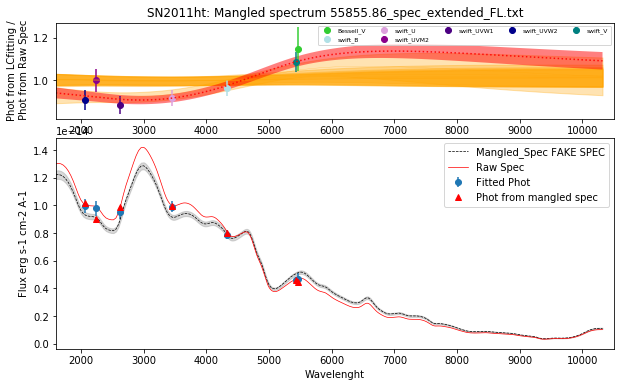 SN2011ht: Mangled spectrum 55855.86_spec_extended_FL.txt
Phot from LCfitting /
Phot from Raw Spec
1.2
1.0
Bessell_V
swift_B
swift_U
swift_UVM2
swift_UVW1
swift_UVW2
swift_V
2000 3000 4000 5000 6000 7000 8000 9000 10000
Flux erg s-1 cm-2 A-1
1.4
1.2
1.0
0.8
0.6
0.4
0.2
0.0
Mangled_Spec FAKE SPEC
Raw Spec
Fitted Phot
Phot from mangled spec
2000 3000 4000 5000 6000 7000 8000 9000 10000
Wavelenght